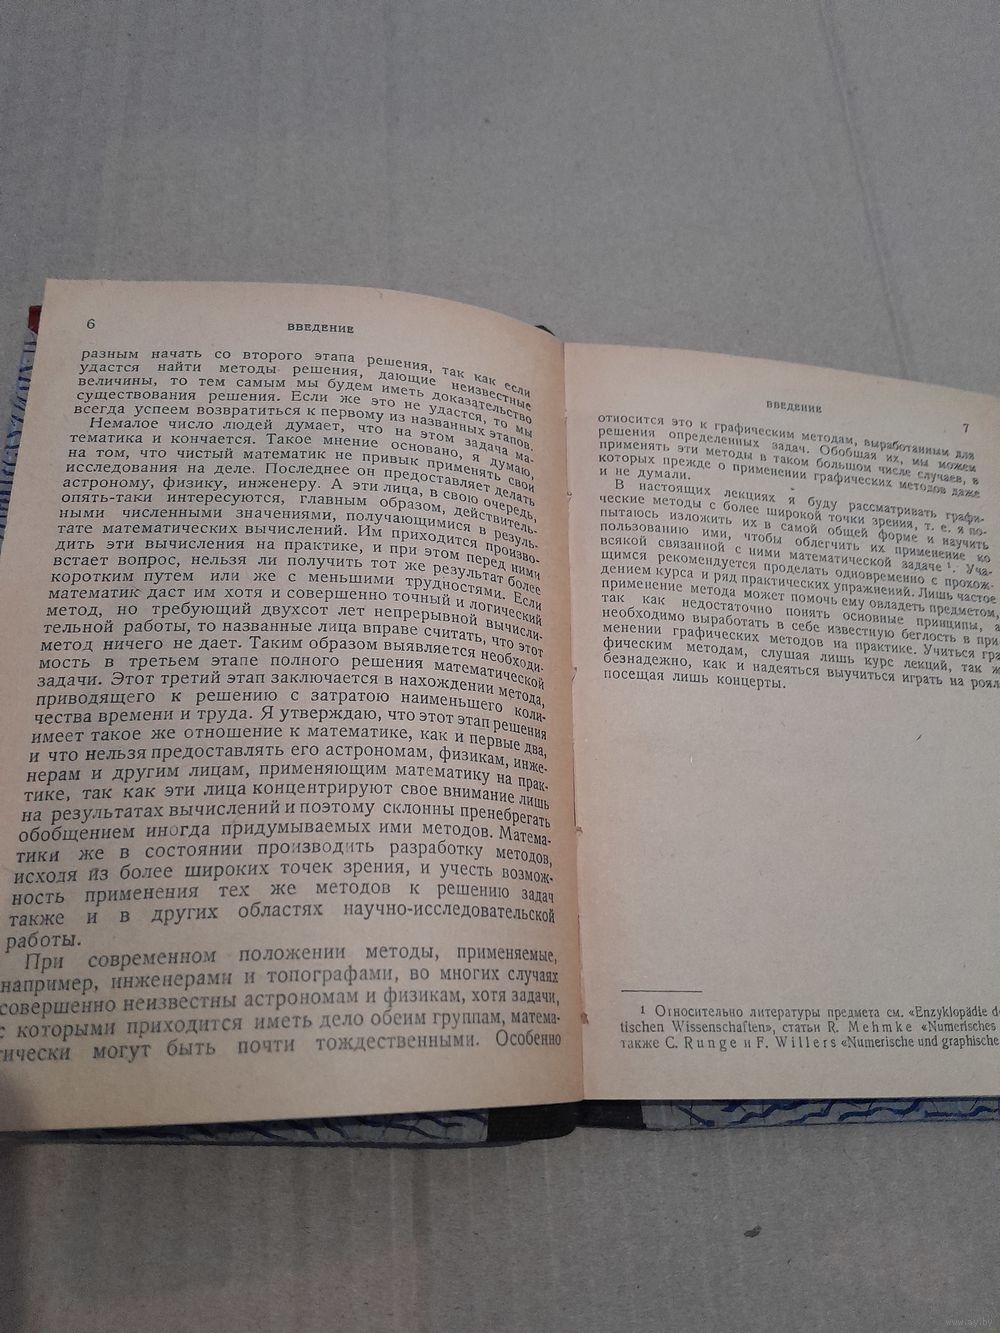 6
ВВЕДЕНИЕ
разным начать со второго этапа решения, так как если
удастся найти методы решения, дающие неизвестные
величины, то тем самым мы будем иметь доказательство
существования решения. Если же это не удастся, то мы
всегда успеем возвратиться к первому из названных этапов.
Немалое число людей думает, что на этом задача ма-
тематика и кончается. Такое мнение основано, я думаю,
на том, что чистый математик не привык применять свои
исследования на деле. Последнее он предоставляет делать
астроному, физику, инженеру. А эти лица, в свою очередь,
опять-таки интересуются, главным образом, действитель-
ными численными значениями, получающимися в резуль-
тате математических вычислений. Им приходится произво-
дить эти вычисления на практике, и при этом перед ними
встает вопрос, нельзя ли получить тот же результат более
коротким путем или же с меньшими трудностями. Если
математик даст им хотя и совершенно точный и логический
метод, но требующий двухсот лет непрерывной вычисли-
тельной работы, то названные лица вправе считать, что этот
метод ничего не дает. Таким образом выявляется необходи-
мость в третьем этапе полного решения математической
задачи. Этот третий этап заключается в нахождении метода,
приводящего к решению с затратою наименьшего коли-
чества времени и труда. Я утверждаю, что этот этап решения
имеет такое же отношение к математике, как и первые два,
и что нельзя предоставлять его астрономам, физикам, инже-
нерам и другим лицам, применяющим математику на прак-
тике, так как эти лица концентрируют свое внимание лишь
на результатах вычислений и поэтому склонны пренебрегать
обобщением иногда придумываемых ими методов. Матема-
тики же в состоянии производить разработку методов,
исходя из более широких точек зрения, и учесть возмож-
ность применения тех же методов к решению задач
также и в других областях научно-исследовательской
работы.
При современном положении методы, применяемые,
например, инженерами и топографами, во многих случаях
совершенно неизвестны астрономам и физикам, хотя задачи,
с которыми приходится иметь дело обеим группам, матема-
тически могут быть почти тождественными. Особенно
ВВЕДЕНИЕ
7
относится это к графическим методам, выработанным для
решения определенных задач. Обобщая их, мы можем
применять эти методы в таком большом числе случаев, в
которых прежде о применении графических методов даже
и не думали.
В настоящих лекциях я буду рассматривать графи-
ческие методы с более широкой точки зрения, т. е. я по-
пытаюсь изложить их в самой общей форме и научить
пользованию ими, чтобы облегчить их применение ко
всякой связанной с ними математической задаче ¹. Уча-
щимся рекомендуется проделать одновременно с прохож-
дением курса и ряд практических упражнений. Лишь частое
применение метода может помочь ему овладеть предметом,
так как недостаточно понять основные принципы, а
необходимо выработать в себе известную беглость в при
менении графических методов на практике. Учиться гра
фическим методам, слушая лишь курс лекций, так ж
безнадежно, как и надеяться выучиться играть на роял
посещая лишь концерты.
1 Относительно литературы предмета см. «Enzyklopädie d
tischen Wissenschaften», статьи R. Mehmke «Numerisches
также C. Runge и F. Willers «Numerische und graphische
www.ay.by